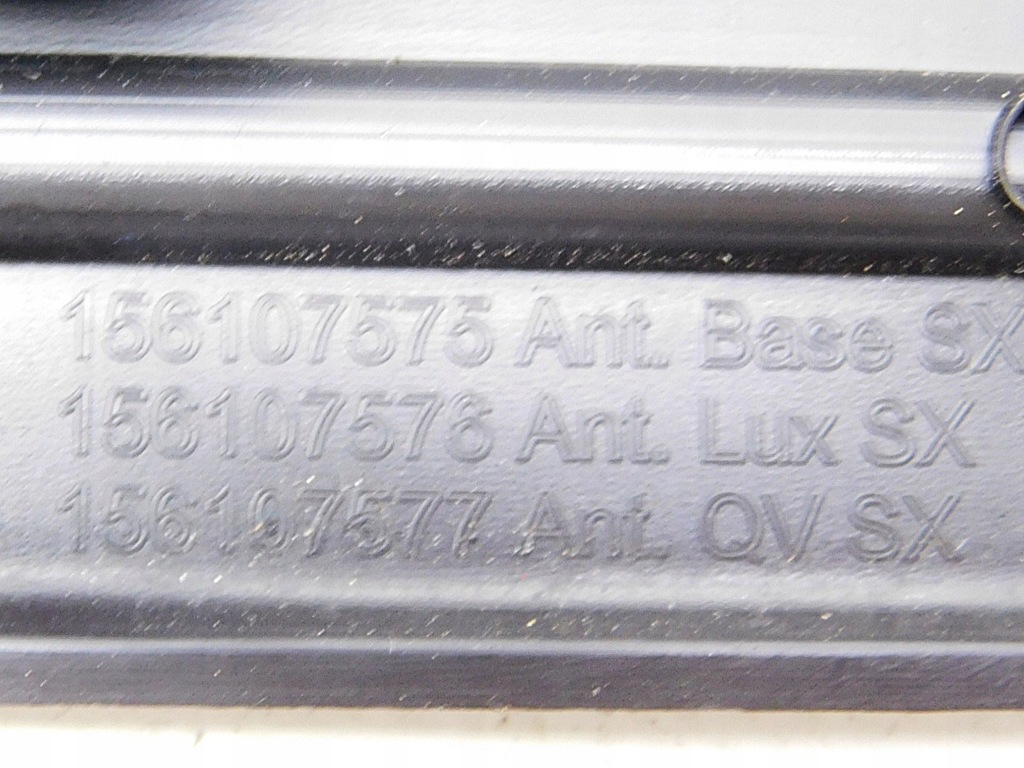 156107575 Ant. Base SX
156107576 Ant. Lux SX
156107577 Ant. QV SX